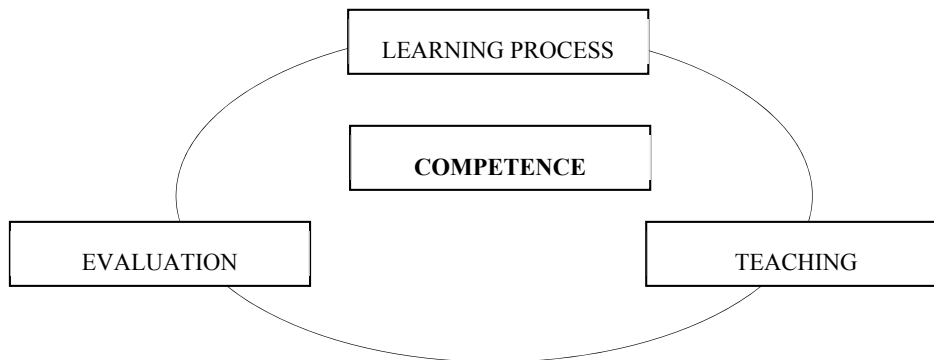 LEARNING PROCESS
COMPETENCE
EVALUATION
TEACHING